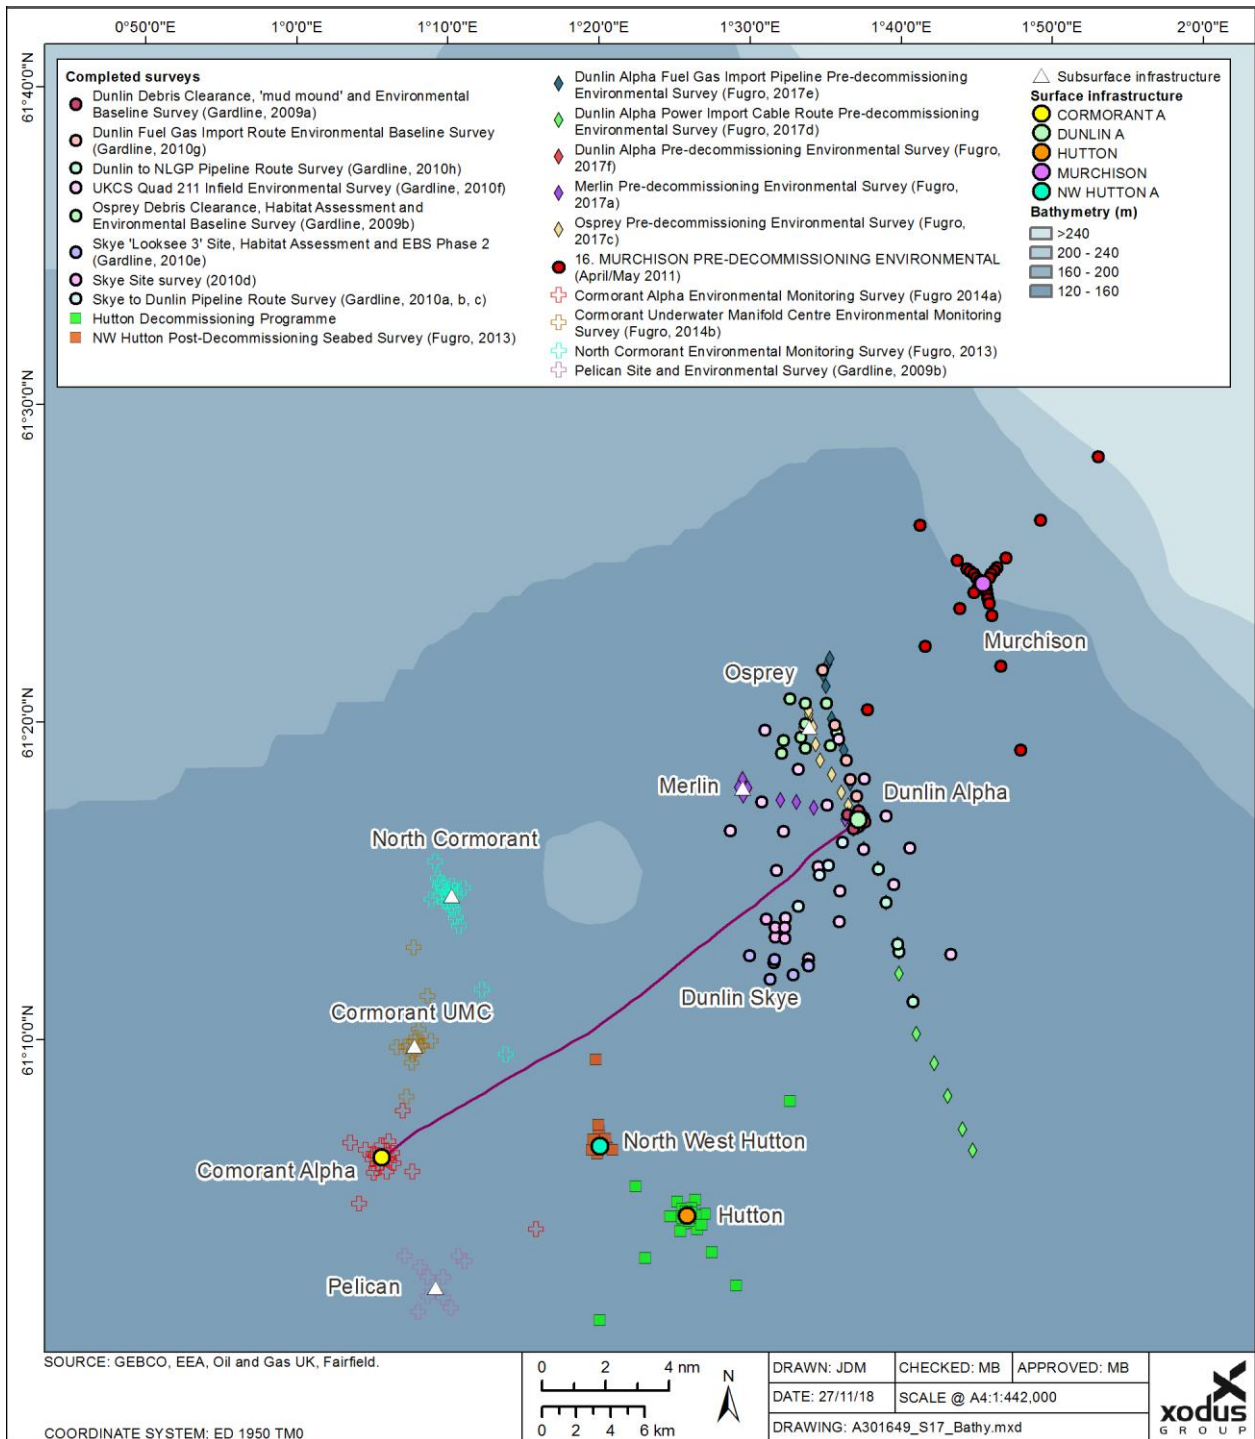 0°50'0"E 1°0'0"E 1°10'0"E 1°20'0"E 1°30'0"E 1°40'0"E 1°50'0"E 2°0'0"E
61°40'0"N
61°30'0"N
61°20'0"N
61°10'0"N
Completed surveys
Dunlin Debris Clearance, 'mud mound' and Environmental
Baseline Survey (Gardline, 2009a)
Dunlin Fuel Gas Import Route Environmental Baseline Survey
(Gardline, 2010g)
Dunlin to NLGP Pipeline Route Survey (Gardline, 2010h)
UKCS Quad 211 Infield Environmental Survey (Gardline, 2010f)
Osprey Debris Clearance, Habitat Assessment and
Environmental Baseline Survey (Gardline, 2009b)
Skye 'Looksee 3' Site, Habitat Assessment and EBS Phase 2
(Gardline, 2010e)
Skye Site survey (2010d)
Skye to Dunlin Pipeline Route Survey (Gardline, 2010a, b, c)
Hutton Decommissioning Programme
NW Hutton Post-Decommissioning Seabed Survey (Fugro, 2013)
Dunlin Alpha Fuel Gas Import Pipeline Pre-decommissioning
Environmental Survey (Fugro, 2017e)
Dunlin Alpha Power Import Cable Route Pre-decommissioning
Environmental Survey (Fugro, 2017d)
Dunlin Alpha Pre-decommissioning Environmental Survey (Fugro,
2017f)
Merlin Pre-decommissioning Environmental Survey (Fugro,
2017a)
Osprey Pre-decommissioning Environmental Survey (Fugro,
2017c)
16. MURCHISON PRE-DECOMMISSIONING ENVIRONMENTAL
(April/May 2011)
Cormorant Alpha Environmental Monitoring Survey (Fugro 2014a)
Cormorant Underwater Manifold Centre Environmental Monitoring
Survey (Fugro, 2014b)
North Cormorant Environmental Monitoring Survey (Fugro, 2013)
Pelican Site and Environmental Survey (Gardline, 2009b)
Subsurface infrastructure
Surface infrastructure
CORMORANT A
DUNLIN A
HUTTON
MURCHISON
NW HUTTON A
Bathymetry (m)
>240
200 - 240
160 - 200
120 - 160
Murchison
Osprey
Merlin
Dunlin Alpha
North Cormorant
Dunlin Skye
Cormorant UMC
North West Hutton
Comorant Alpha
Hutton
Pelican
SOURCE: GEBCO, EEA, Oil and Gas UK, Fairfield.
COORDINATE SYSTEM: ED 1950 TM0
0 2 4 nm
0 2 4 6 km
N
DRAWN: JDM CHECKED: MB APPROVED: MB
DATE: 27/11/18 SCALE @ A4:1:442,000
DRAWING: A301649_S17_Bathy.mxd
xodus
GROUP